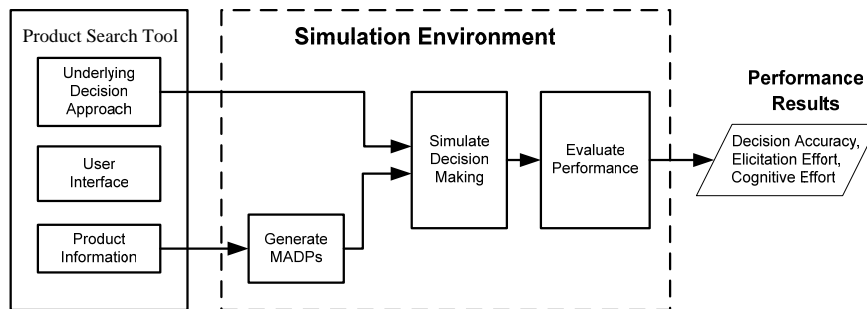 Product Search Tool
Underlying
Decision
Approach
User
Interface
Product
Information
Simulation Environment
Generate
MADPs
Simulate
Decision
Making
Evaluate
Performance
Performance
Results
Decision Accuracy,
Elicitation Effort,
Cognitive Effort